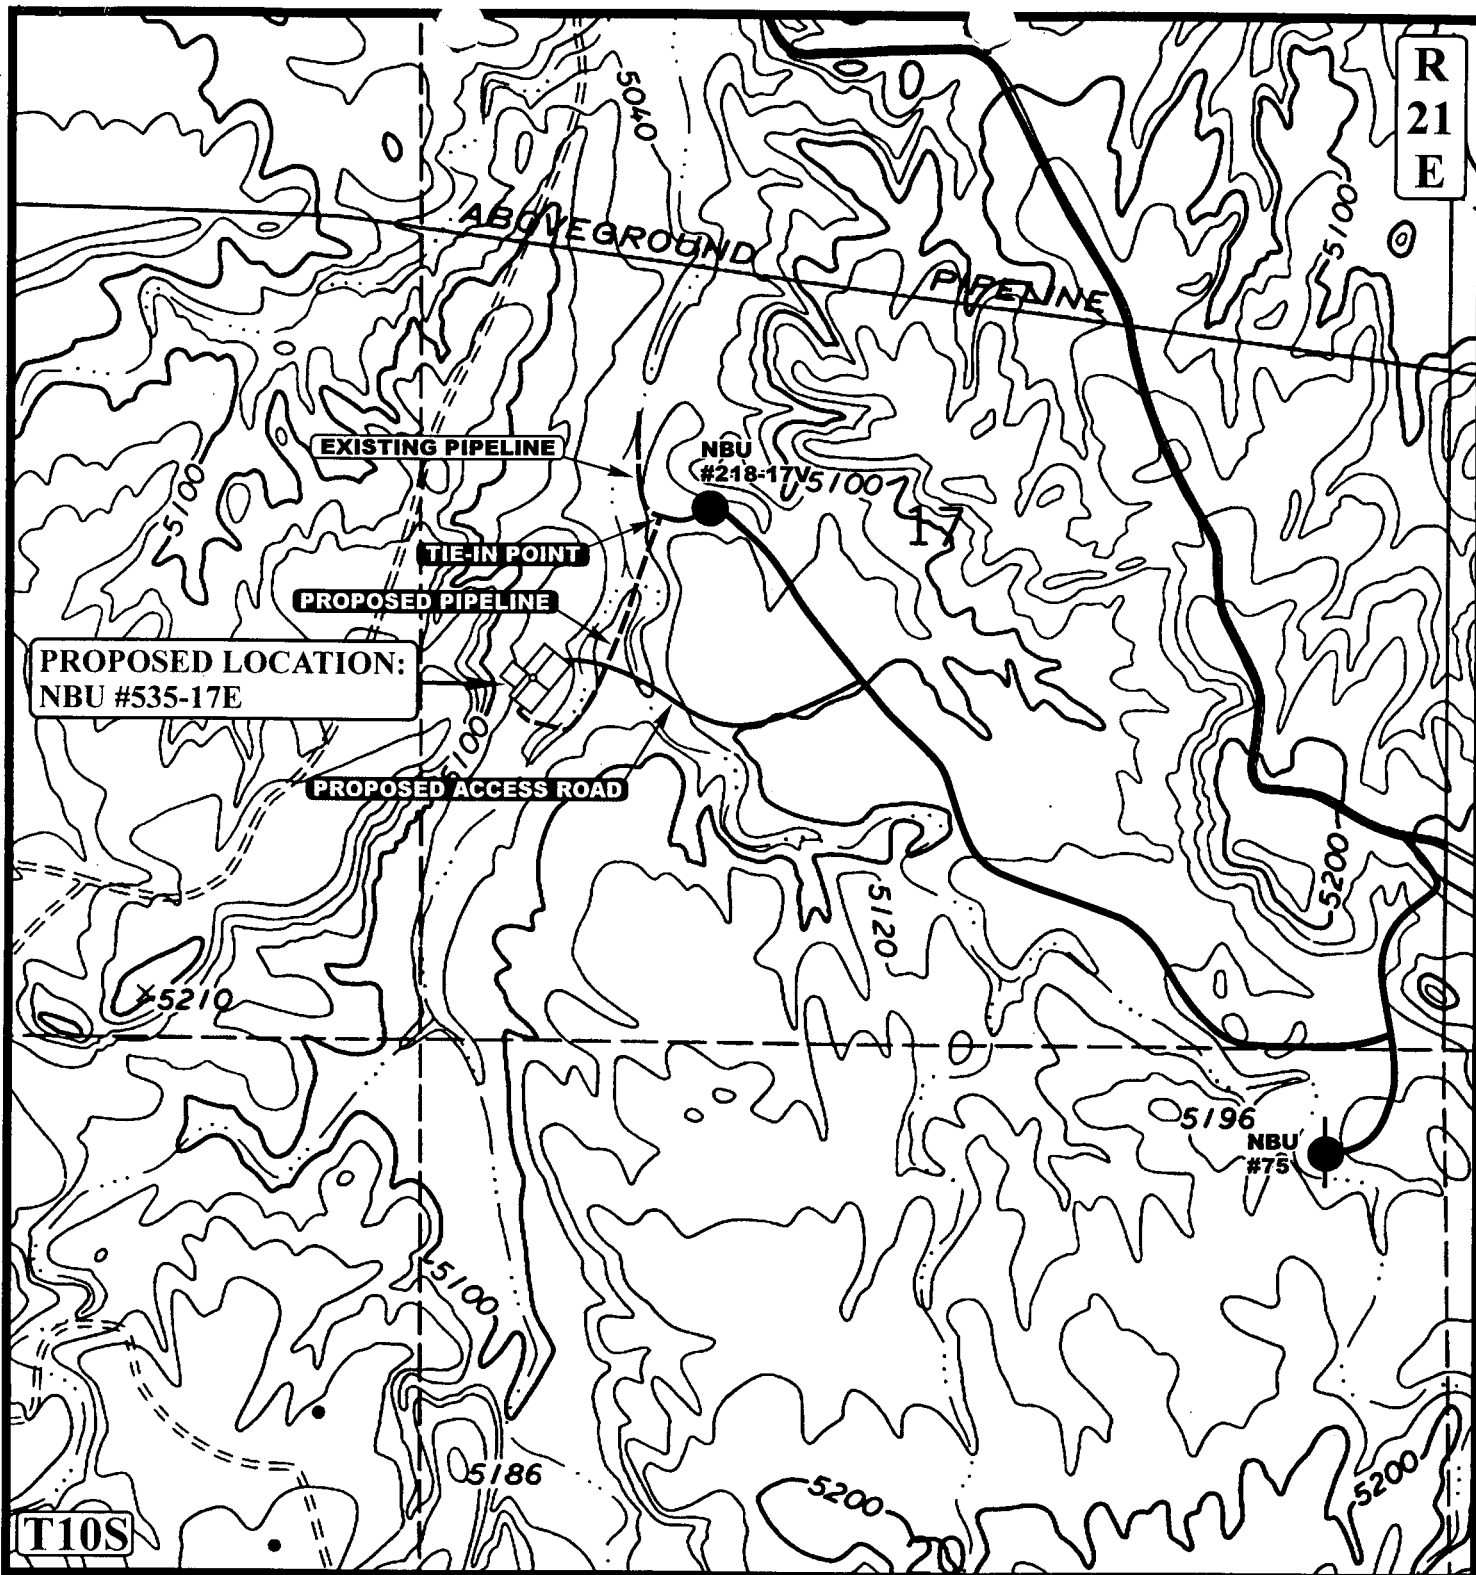 R
21
E
5040
5100
ABOVEGROUND PIPELINE
EXISTING PIPELINE
NBU
#218-17V
5100
17
5100
TIE-IN POINT
PROPOSED PIPELINE
PROPOSED LOCATION:
NBU #535-17E
5100
PROPOSED ACCESS ROAD
5200
5120
5210
5196
NBU
#75
5100
5186
5200
5200
T10S
20